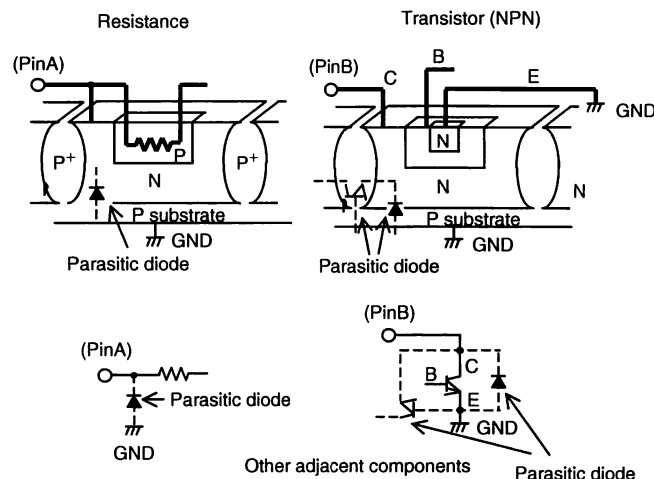 Resistance
(PinA)
P+
P
P+
N
P substrate
GND
Parasitic diode
Transistor (NPN)
(PinB)
C
B
E
GND
N
N
N
P substrate
GND
Parasitic diode
(PinA)
Parasitic diode
GND
(PinB)
C
B
E
GND
Other adjacent components
Parasitic diode